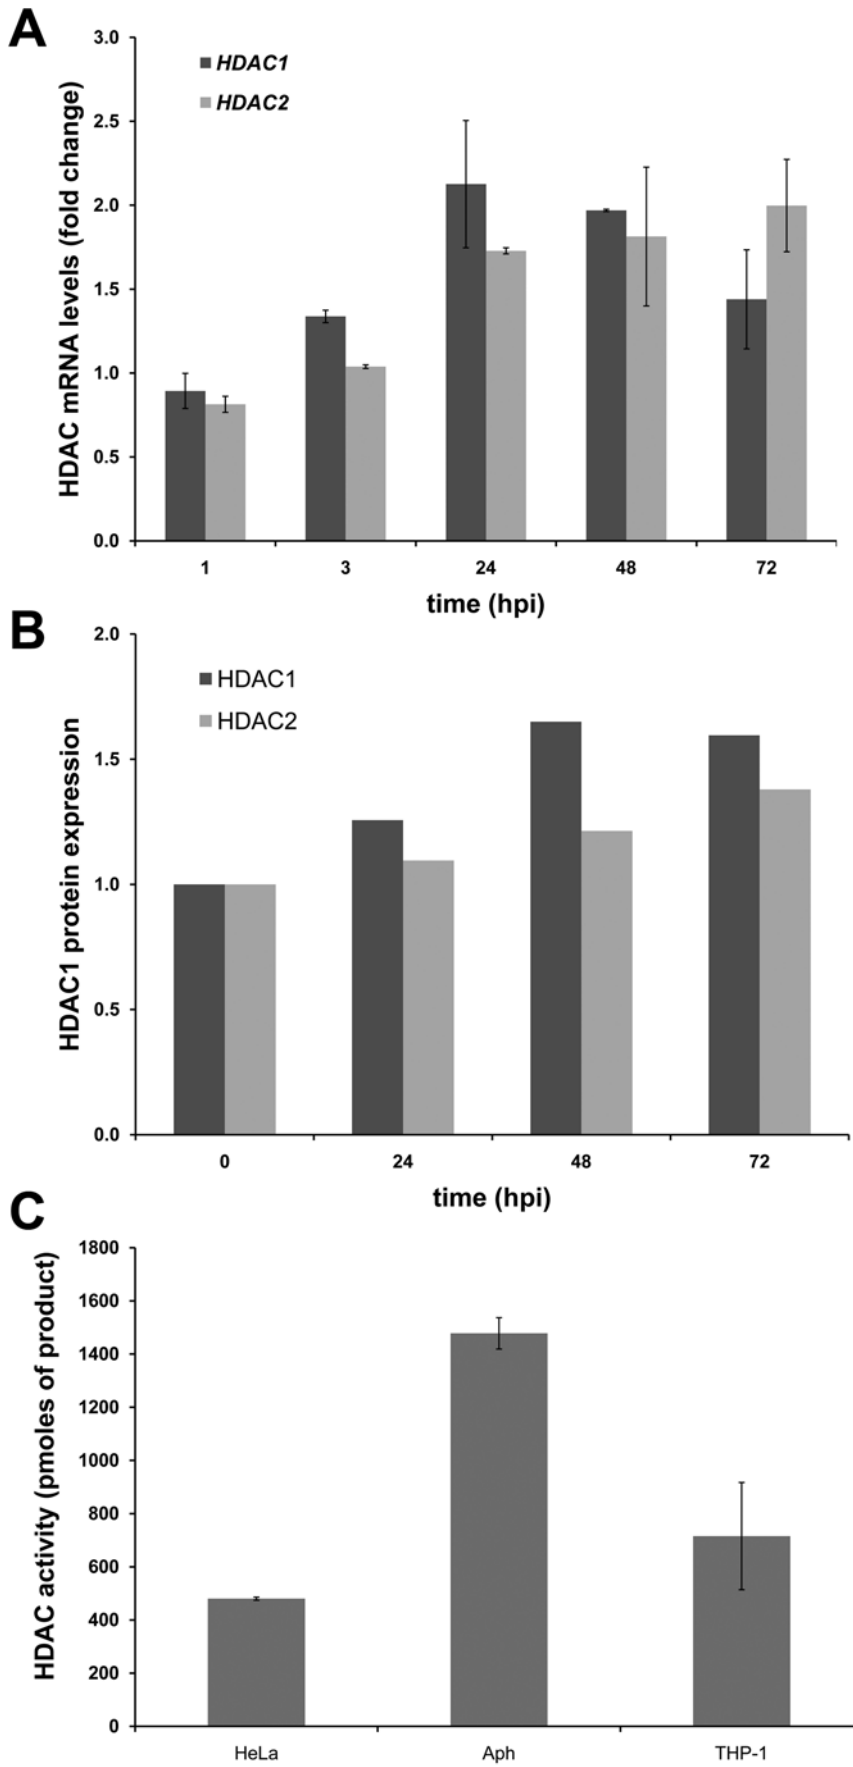 A
HDAC mRNA levels (fold change)
3.0
2.5
2.0
1.5
1.0
0.5
0.0
HDAC1
HDAC2
1 3 24 48 72
time (hpi)
B
HDAC1 protein expression
2.0
1.5
1.0
0.5
0.0
HDAC1
HDAC2
0 24 48 72
time (hpi)
C
HDAC activity (pmoles of product)
1800
1600
1400
1200
1000
800
600
400
200
0
HeLa Aph THP-1